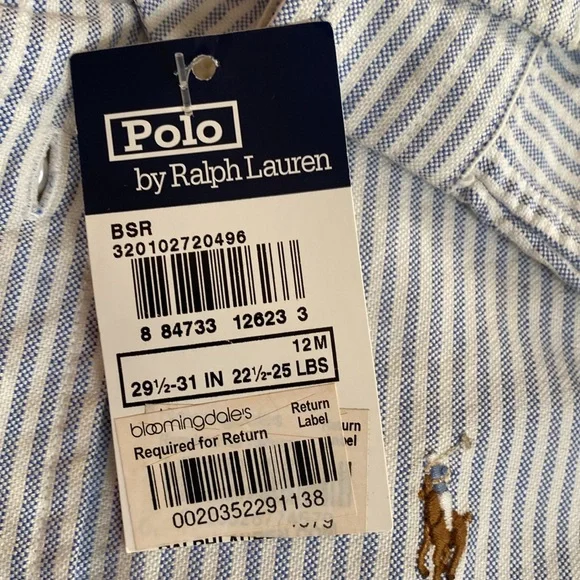 Polo
by Ralph Lauren
BSR
320102720496
8 84733 12623 3
12M
29½-31 IN 22½-25 LBS
bloomingdale's
Return
Label
Required for Return
0020352291138